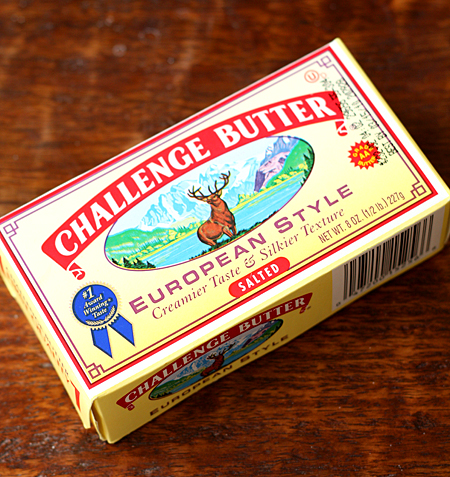 U
CHALLENGE BUTTER
EUROPEAN STYLE
Creamier Taste & Silkier Texture
SALTED
NET WT. 8 OZ (1/2 lb.) 227g
#1
Award
Winning
Taste
CHALLENGE BUTTER
EUROPEAN STYLE